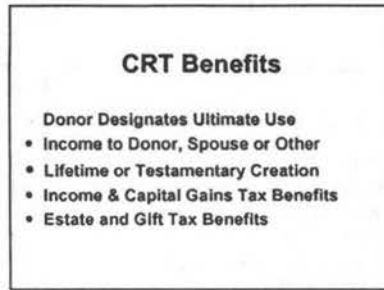 CRT Benefits
Donor Designates Ultimate Use
• Income to Donor, Spouse or Other
• Lifetime or Testamentary Creation
• Income & Capital Gains Tax Benefits
• Estate and Gift Tax Benefits